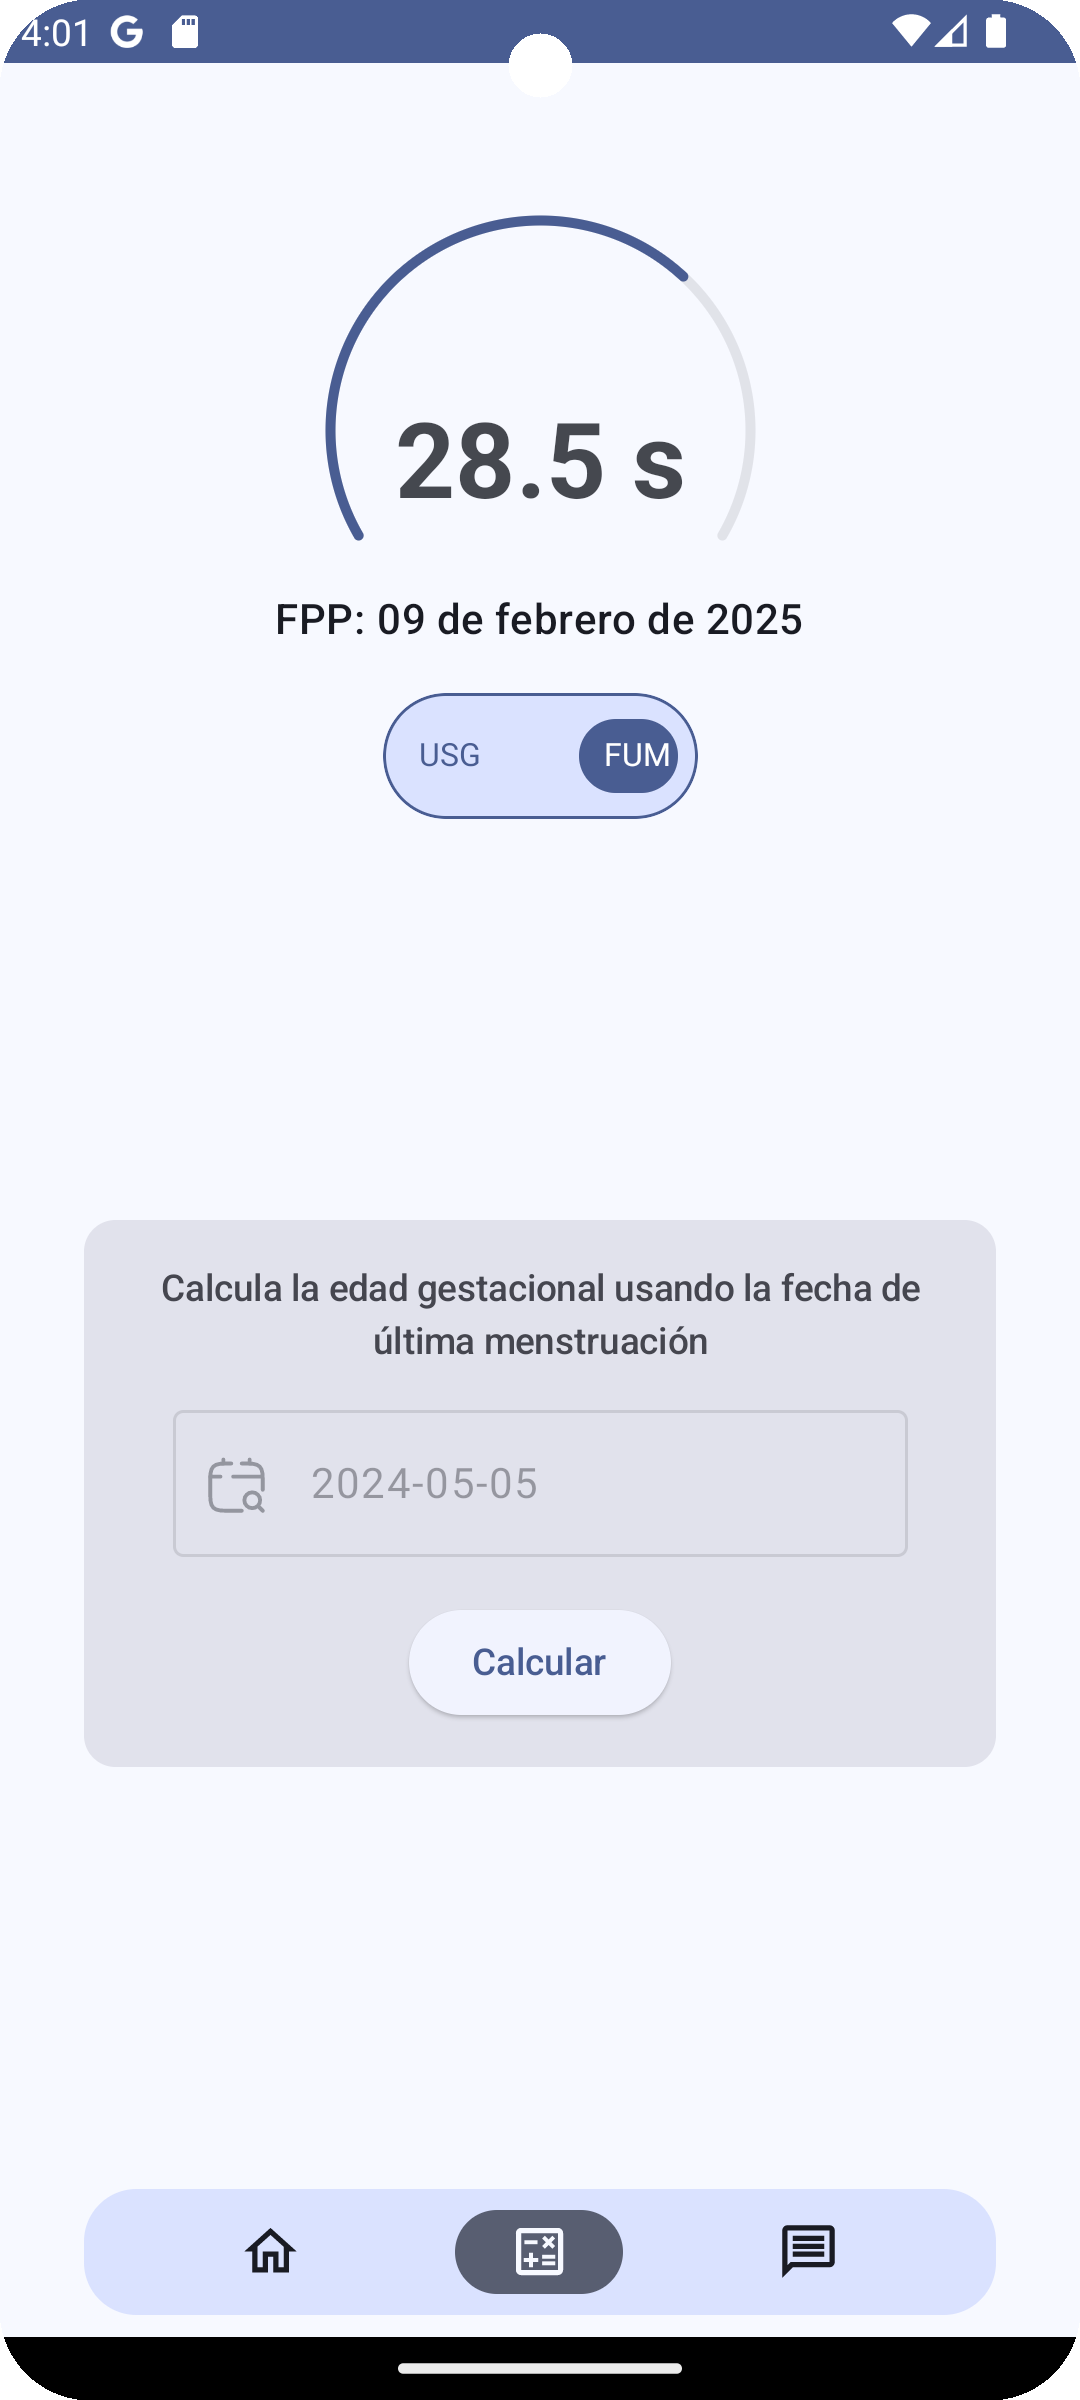 4:01
28.5 s
FPP: 09 de febrero de 2025
USG
FUM
Calcula la edad gestacional usando la fecha de
última menstruación
2024-05-05
Calcular